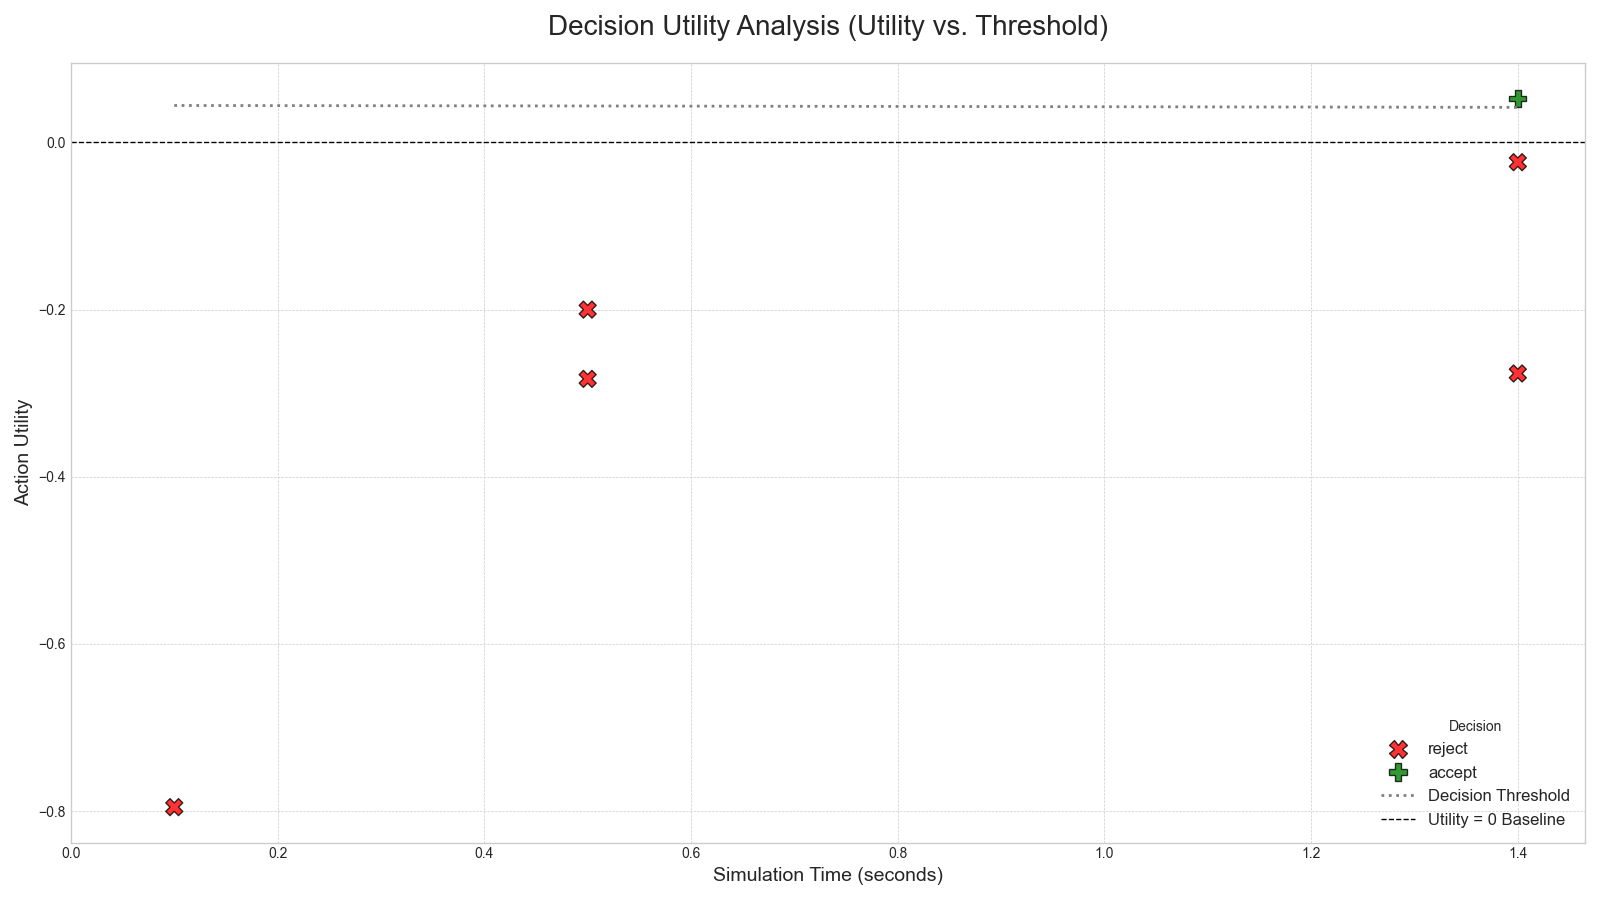 Decision Utility Analysis (Utility vs. Threshold)
Action Utility
0.0
−0.2
−0.4
−0.6
−0.8
0.0 0.2 0.4 0.6 0.8 1.0 1.2 1.4
Simulation Time (seconds)
Decision
reject
accept
Decision Threshold
Utility = 0 Baseline